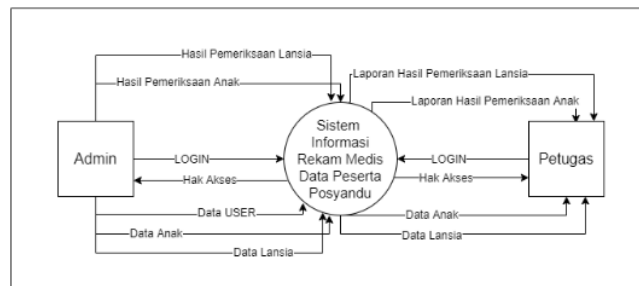 Hasil Pemeriksaan Lansia
Hasil Pemeriksaan Anak
Laporan Hasil Pemeriksaan Lansia
Laporan Hasil Pemeriksaan Anak
Admin
LOGIN
Hak Akses
Sistem
Informasi
Rekam Medis
Data Peserta
Posyandu
LOGIN
Hak Akses
Petugas
Data USER
Data Anak
Data Lansia
Data Anak
Data Lansia